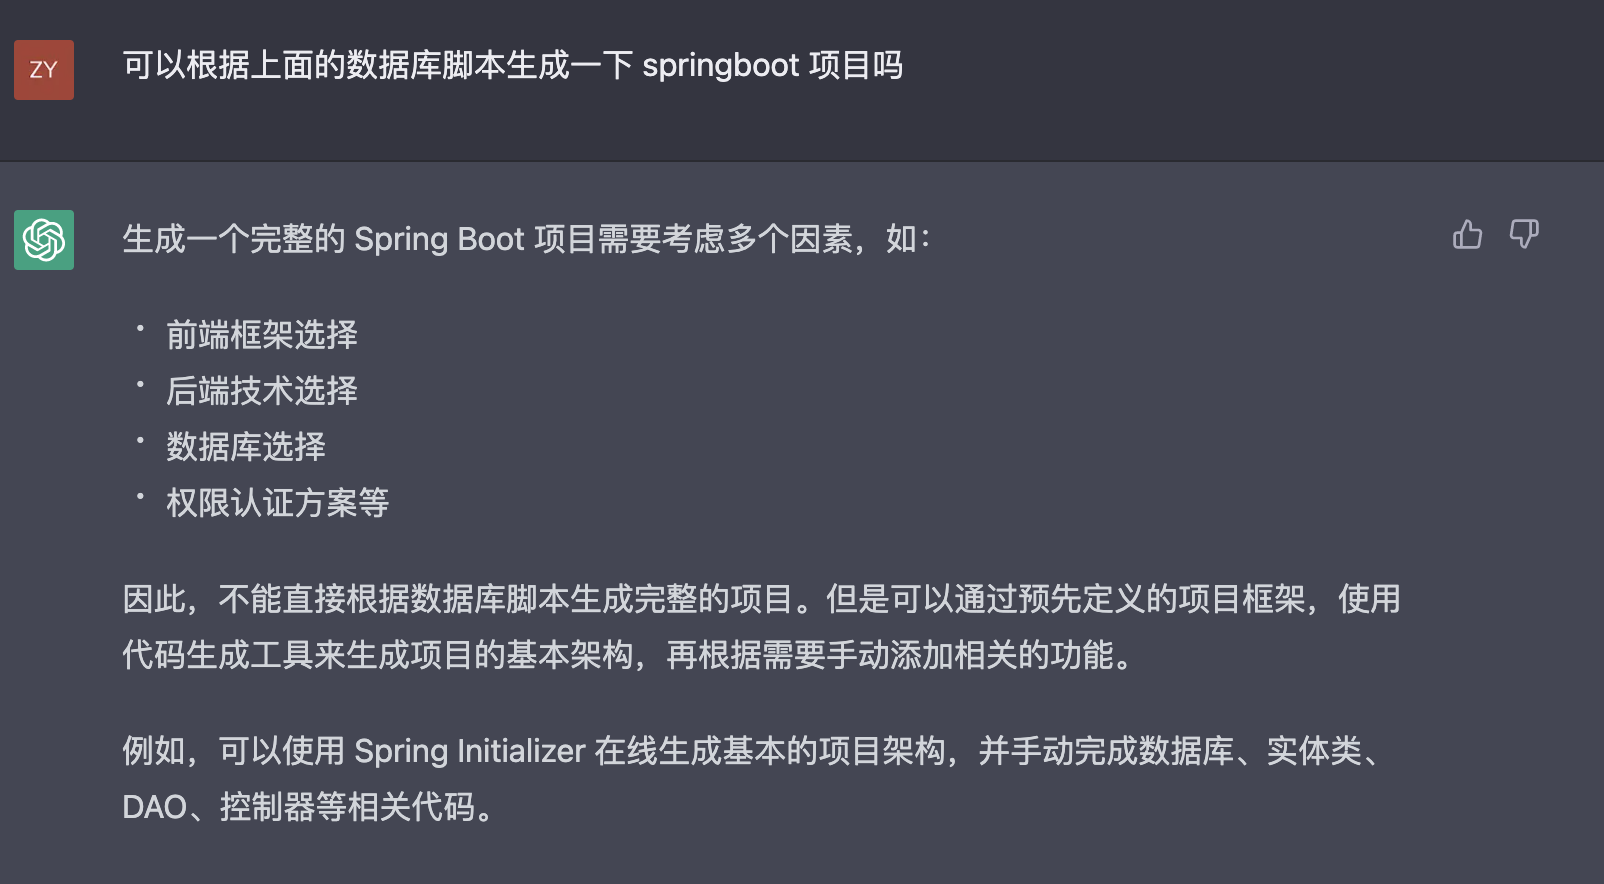 ZY
可以根据上面的数据库脚本生成一下 springboot 项目吗
生成一个完整的 Spring Boot 项目需要考虑多个因素，如：
• 前端框架选择
• 后端技术选择
• 数据库选择
• 权限认证方案等
因此，不能直接根据数据库脚本生成完整的项目。但是可以通过预先定义的项目框架，使用
代码生成工具来生成项目的基本架构，再根据需要手动添加相关的功能。
例如，可以使用 Spring Initializer 在线生成基本的项目架构，并手动完成数据库、实体类、
DAO、控制器等相关代码。